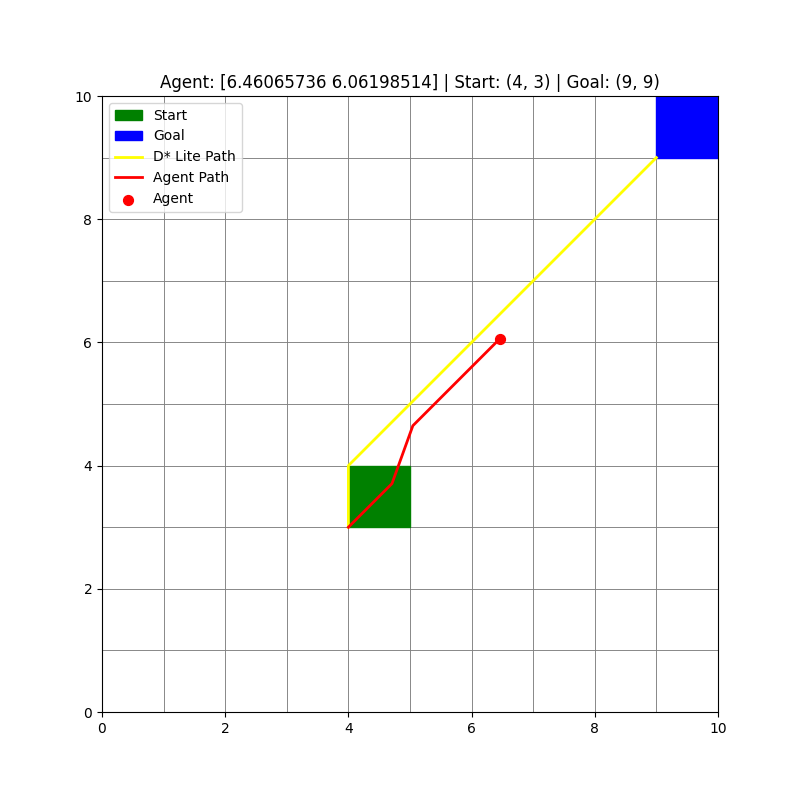 Agent: [6.46065736 6.06198514] | Start: (4, 3) | Goal: (9, 9)
Start
Goal
D* Lite Path
Agent Path
Agent
10
8
6
4
2
0
0 2 4 6 8 10